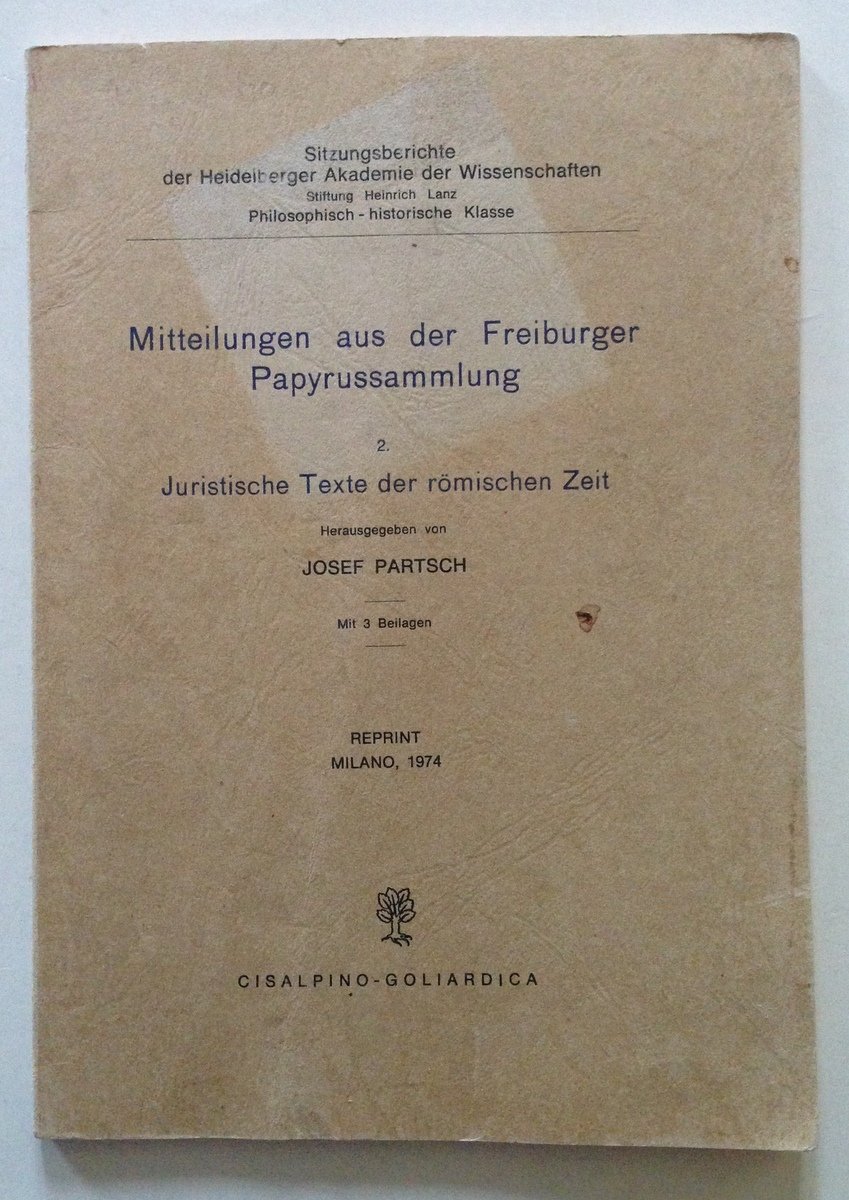 Sitzungsberichte
der Heidelberger Akademie der Wissenschaften
Stiftung Heinrich Lanz
Philosophisch - historische Klasse
Mitteilungen aus der Freiburger
Papyrussammlung
2.
Juristische Texte der römischen Zeit
Herausgegeben von
JOSEF PARTSCH
Mit 3 Beilagen
REPRINT
MILANO, 1974
CISALPINO-GOLIARDICA